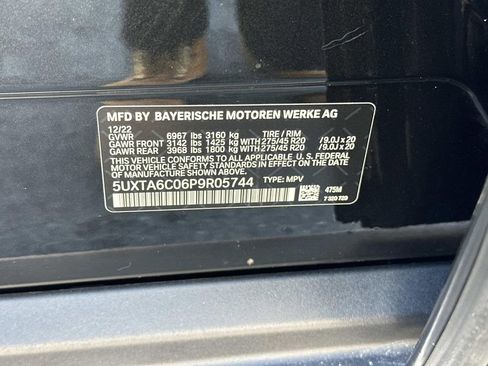 MFD BY BAYERISCHE MOTOREN WERKE AG
12/22
GVWR 6967 lbs 3160 kg TIRE / RIM
GAWR FRONT 3142 lbs 1425 kg WITH 275/45 R20 /9.0J x 20
GAWR REAR 3968 lbs 1800 kg WITH 275/45 R20 /9.0J x 20
THIS VEHICLE CONFORMS TO ALL APPLICABLE U. S. FEDERAL
MOTOR VEHICLE SAFETY STANDARDS IN EFFECT ON THE DATE OF
MANUFACTURE SHOWN ABOVE.
5UXTA6C06P9R05744 TYPE: MPV
475M
7 320 729